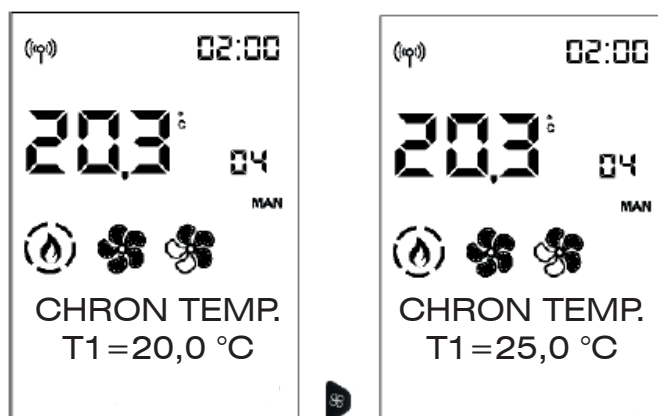 02:00
20,3 °C
04
MAN
CHRON TEMP.
T1=20,0 °C
02:00
20,3 °C
04
MAN
CHRON TEMP.
T1=25,0 °C